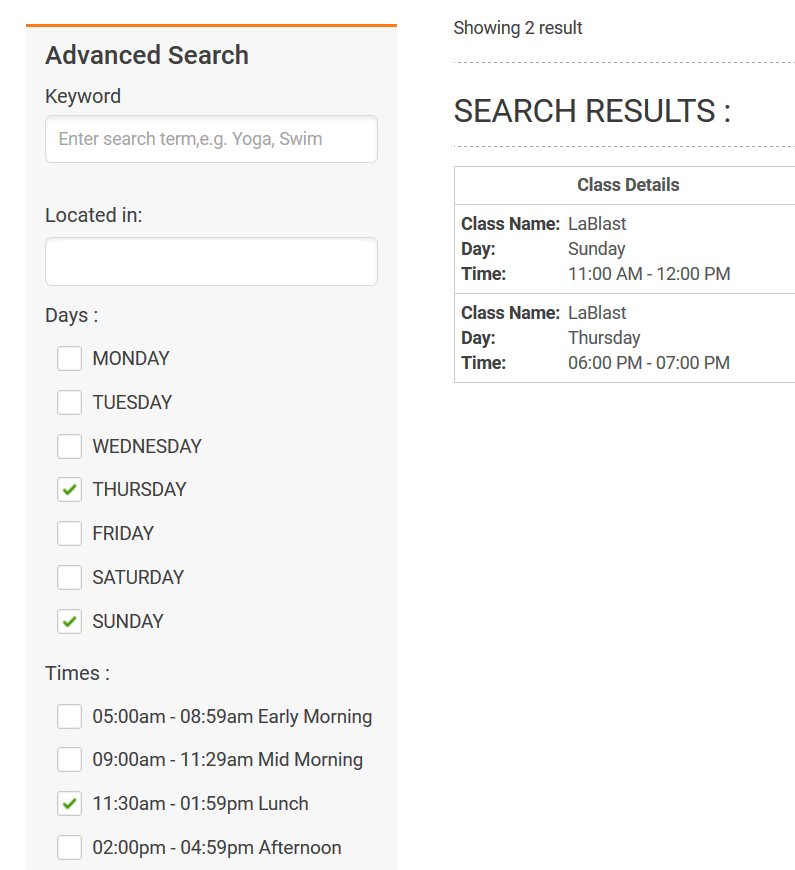 Advanced Search
Keyword
Enter search term,e.g. Yoga, Swim
Located in:
Days :
MONDAY
TUESDAY
WEDNESDAY
THURSDAY
FRIDAY
SATURDAY
SUNDAY
Times :
05:00am - 08:59am Early Morning
09:00am - 11:29am Mid Morning
11:30am - 01:59pm Lunch
02:00pm - 04:59pm Afternoon
Showing 2 result
SEARCH RESULTS :
Class Details
Class Name: LaBlast
Day: Sunday
Time: 11:00 AM - 12:00 PM
Class Name: LaBlast
Day: Thursday
Time: 06:00 PM - 07:00 PM